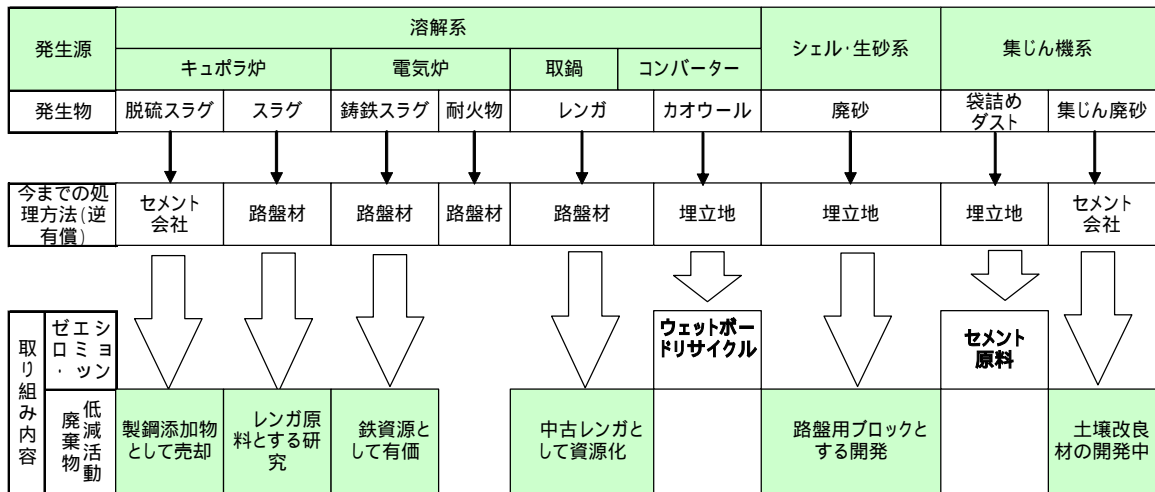 発生源
溶解系
シェル・生砂系
集じん機系
キュポラ炉
電気炉
取鍋
コンバーター
発生物
脱硫スラグ
スラグ
鋳鉄スラグ
耐火物
レンガ
カオウール
廃砂
袋詰め
ダスト
集じん廃砂
今までの処
理方法(逆
有償)
セメント
会社
路盤材
路盤材
路盤材
路盤材
埋立地
埋立地
埋立地
セメント
会社
取り組み内容
ゼロ・
エミッ
ション
ウェットボー
ドリサイクル
セメント
原料
廃棄物
低減活動
製鋼添加物
として売却
レンガ原
料とする研
究
鉄資源と
して有価
中古レンガと
して資源化
路盤用ブロックと
する開発
土壌改良
材の開発中